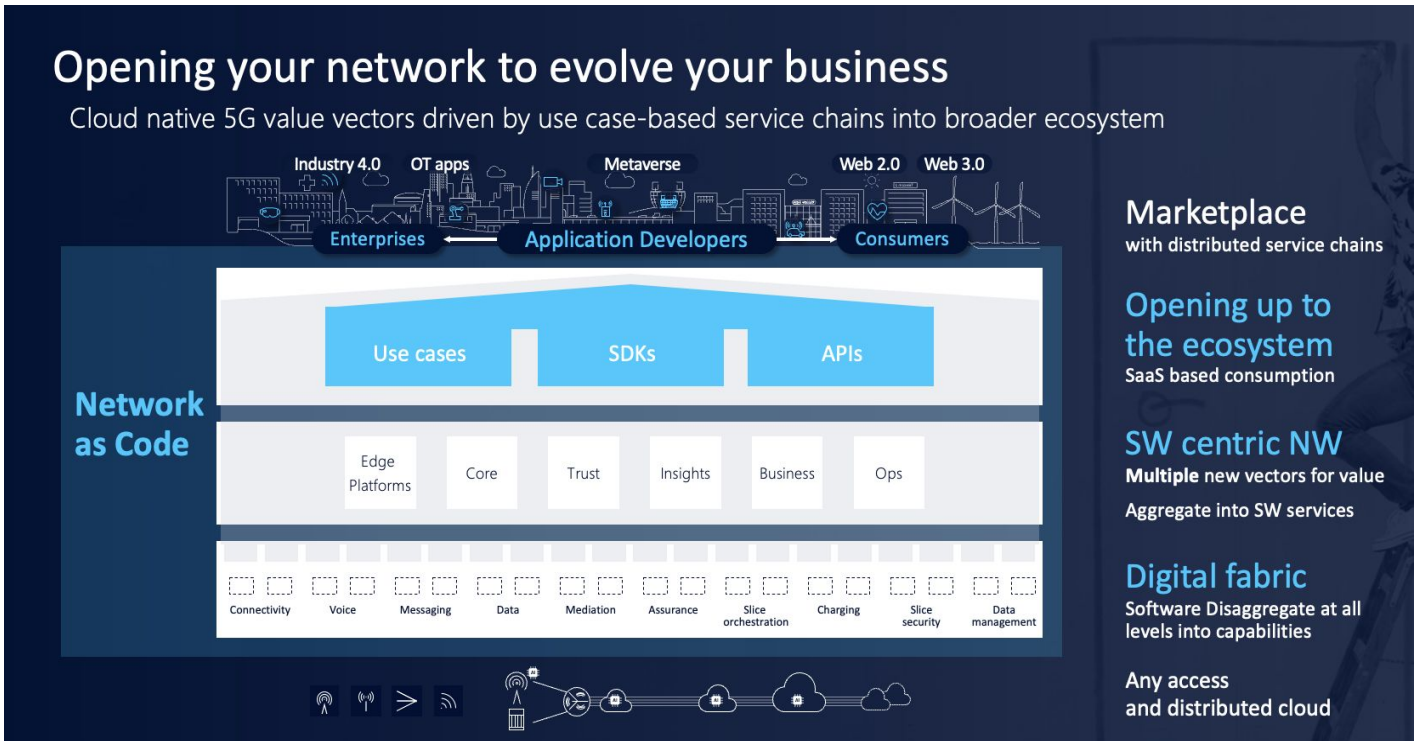 Opening your network to evolve your business
Cloud native 5G value vectors driven by use case-based service chains into broader ecosystem
Industry 4.0
OT apps
Metaverse
Web 2.0
Web 3.0
Enterprises
Application Developers
Consumers
Network
as Code
Use cases
SDKs
APIs
Edge
Platforms
Core
Trust
Insights
Business
Ops
Connectivity
Voice
Messaging
Data
Mediation
Assurance
Slice
orchestration
Charging
Slice
security
Data
management
Marketplace
with distributed service chains
Opening up to
the ecosystem
SaaS based consumption
SW centric NW
Multiple new vectors for value
Aggregate into SW services
Digital fabric
Software Disaggregate at all
levels into capabilities
Any access
and distributed cloud